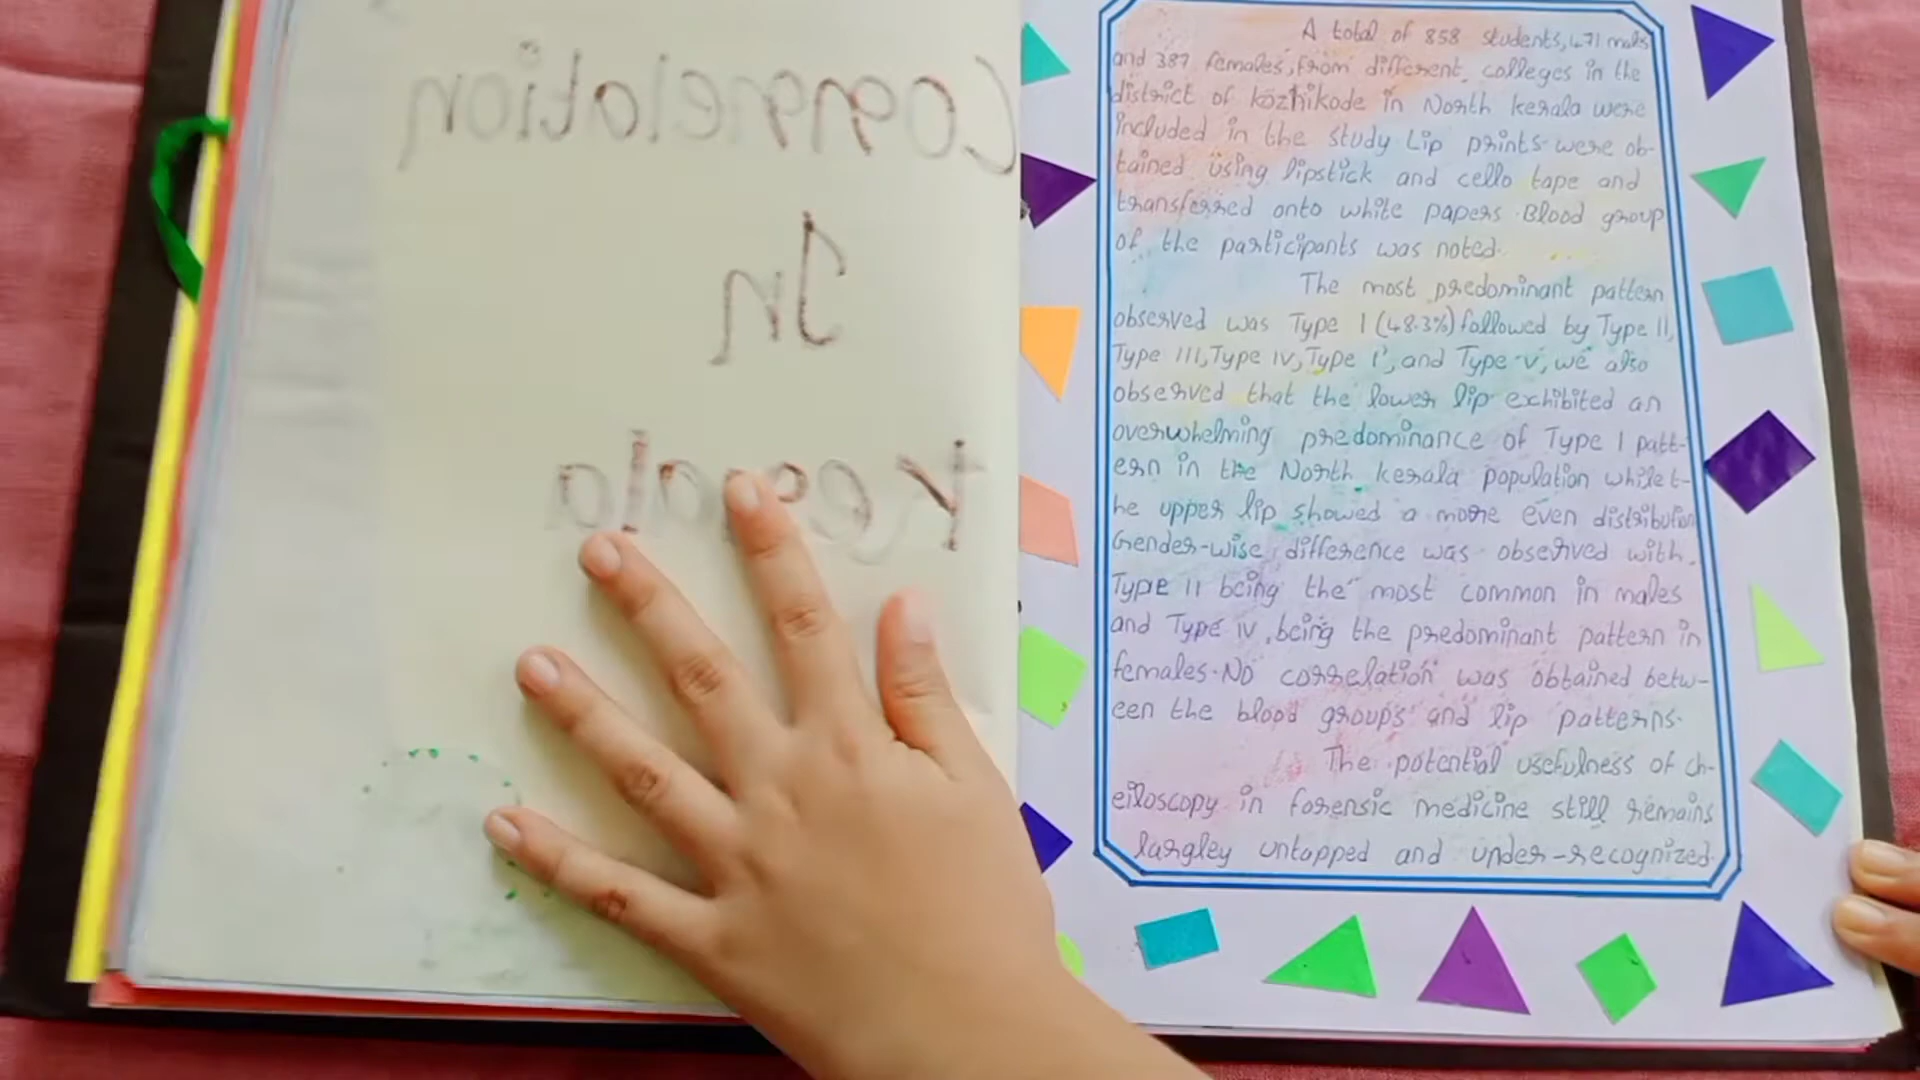 Correlation
In
Kerala
A total of 858 students, 471 males
and 387 females, from different colleges in the
district of kozhikode in North kerala were
included in the study Lip prints were ob-
tained using lipstick and cello tape and
transferred onto white papers. Blood group
of the participants was noted.
The most predominant pattern
observed was Type I (48.3%) followed by Type II,
Type III, Type IV, Type I', and Type V, we also
observed that the lower lip exhibited an
overwhelming predominance of Type I patt-
ern in the North kerala population while t-
he upper lip showed a more even distribution
Gender-wise difference was observed with
Type II being the most common in males
and Type IV being the predominant pattern in
females. No correlation was obtained betw-
een the blood groups and lip patterns.
The potential usefulness of ch-
eiloscopy in forensic medicine still remains
largley untapped and under-recognized.